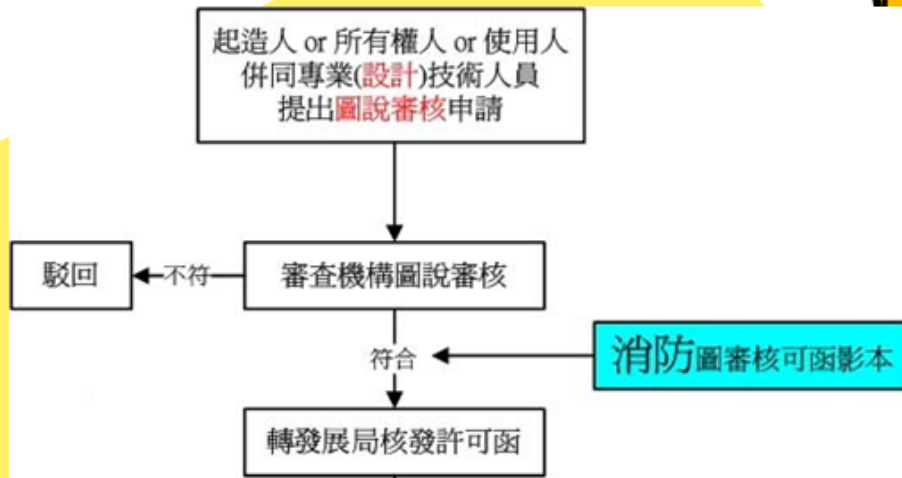 起造人 or 所有權人 or 使用人
併同專業(設計)技術人員
提出圖說審核申請
駁回
不符
審查機構圖說審核
符合
消防圖審核可函影本
轉發展局核發許可函